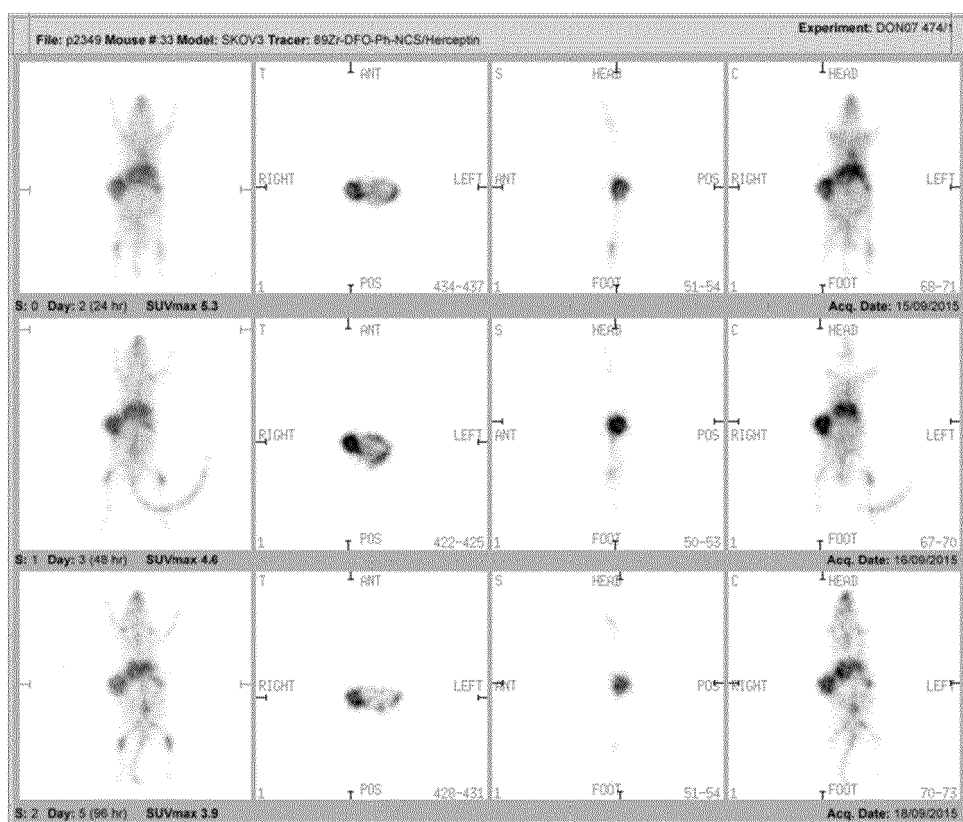 File: p2349 Mouse #:33 Model: SKOV3 Tracer: 89Zr-DFO-Ph-NCS/Herceptin
Experiment: DON07 474/1
T ANT S HEAD C HEAD
RIGHT LEFT ANT POS RIGHT LEFT
1 POS 434-437 1 FOOT 51-54 1 FOOT 68-71
S: 0 Day: 2 (24 hr) SUVmax 5.3 Acq. Date: 15/09/2015
T ANT S HEAD C HEAD
RIGHT LEFT ANT POS RIGHT LEFT
1 POS 422-425 1 FOOT 50-53 1 FOOT 67-70
S: 1 Day: 3 (48 hr) SUVmax 4.6 Acq. Date: 16/09/2015
T ANT S HEAD C HEAD
RIGHT LEFT ANT POS RIGHT LEFT
1 POS 428-431 1 FOOT 51-54 1 FOOT 70-73
S: 2 Day: 5 (96 hr) SUVmax 3.9 Acq. Date: 18/09/2015